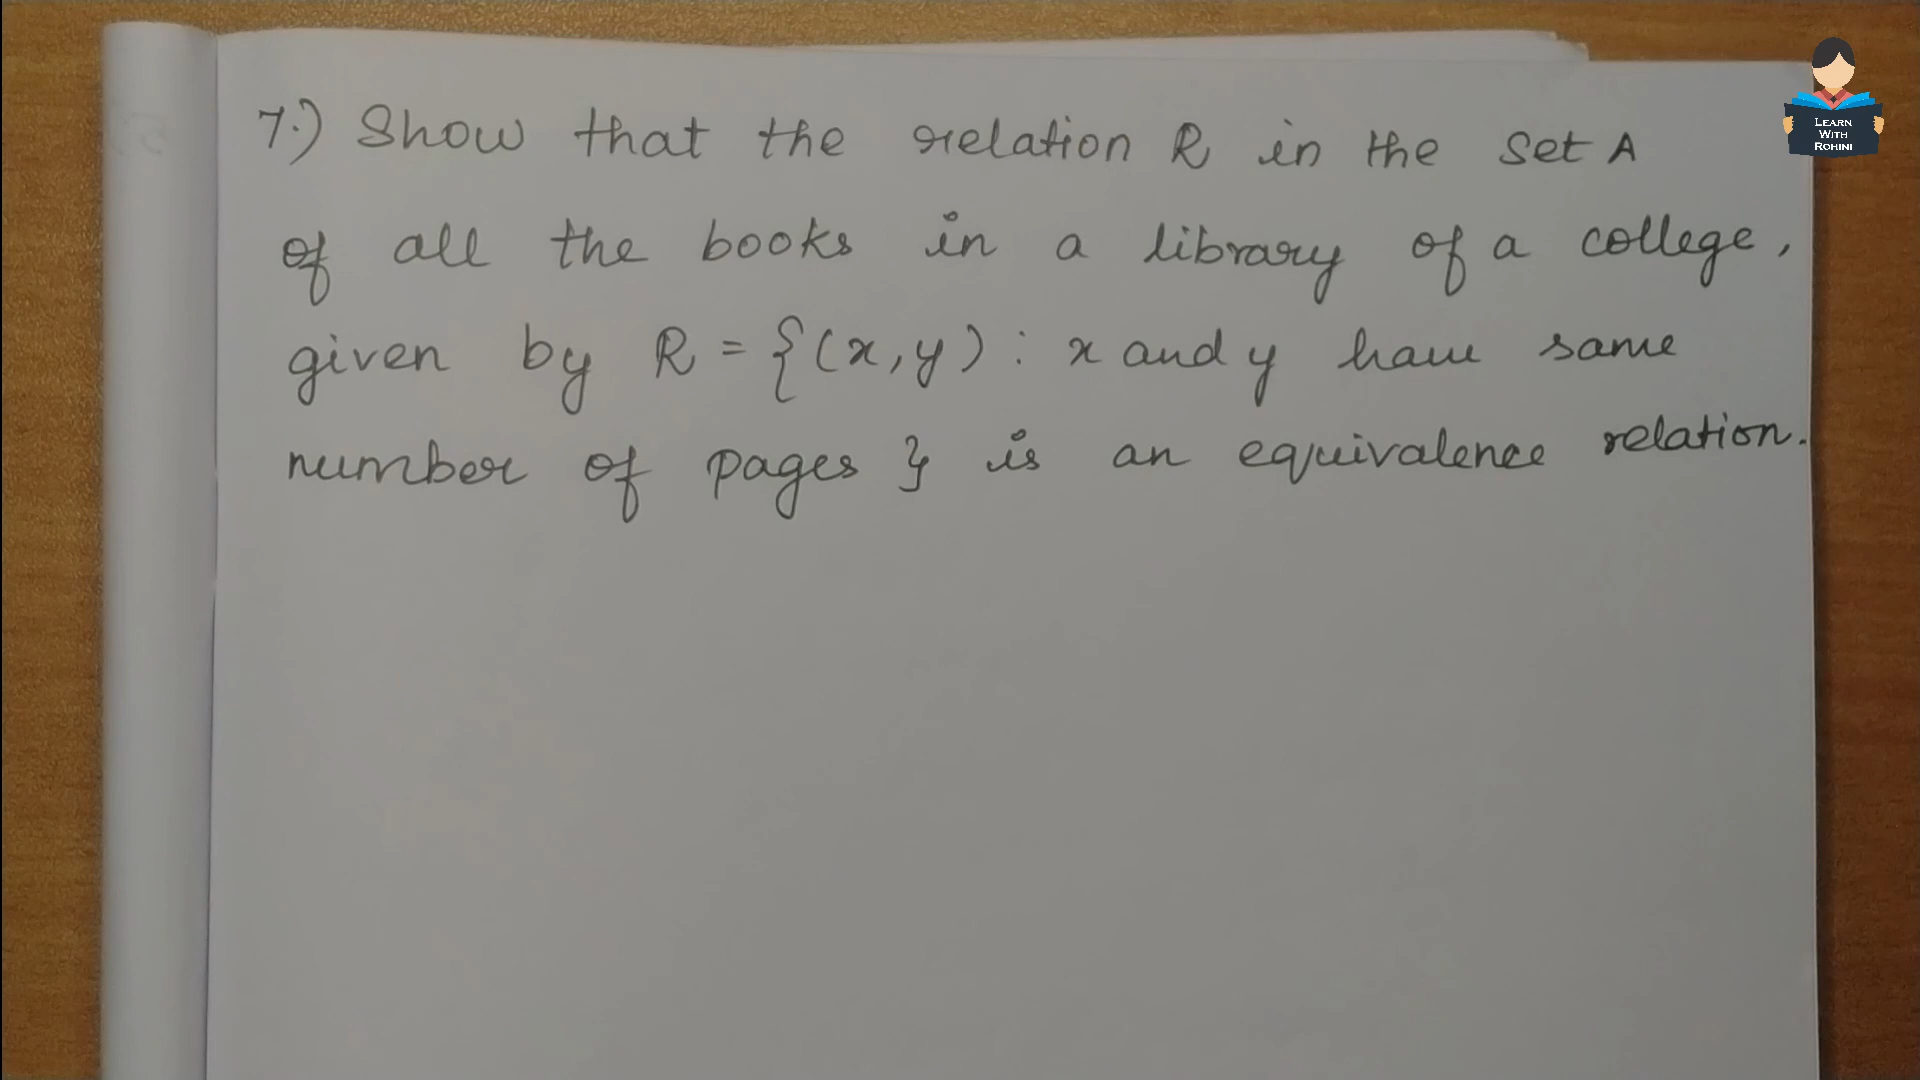 7.) Show that the relation R in the set A
of all the books in a library of a college,
given by R = {(x, y) : x and y have same
number of pages } is an equivalence relation.
LEARN
WITH
ROHINI